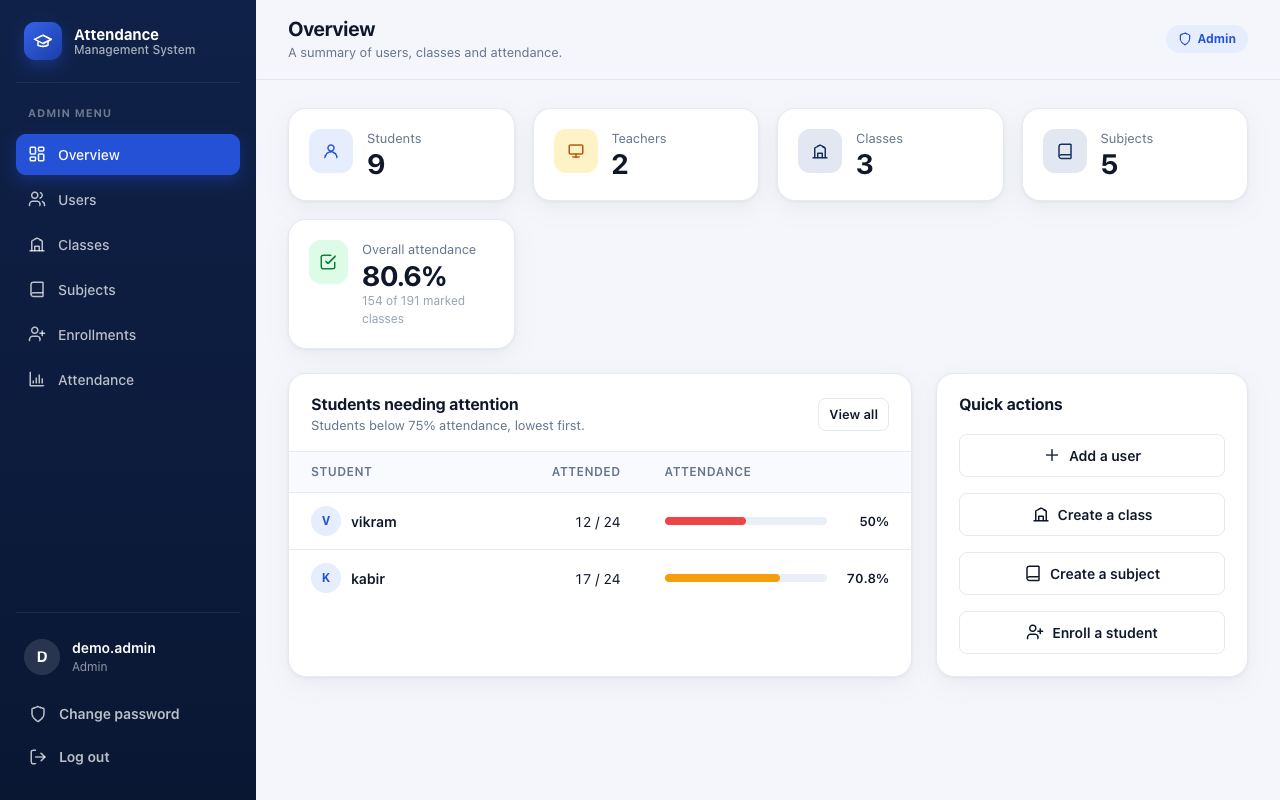 Attendance
Management System
ADMIN MENU
Overview
Users
Classes
Subjects
Enrollments
Attendance
D
demo.admin
Admin
Change password
Log out
Overview
A summary of users, classes and attendance.
Admin
Students
9
Teachers
2
Classes
3
Subjects
5
Overall attendance
80.6%
154 of 191 marked
classes
Students needing attention
Students below 75% attendance, lowest first.
View all
STUDENT ATTENDED ATTENDANCE
V vikram 12 / 24 50%
K kabir 17 / 24 70.8%
Quick actions
Add a user
Create a class
Create a subject
Enroll a student